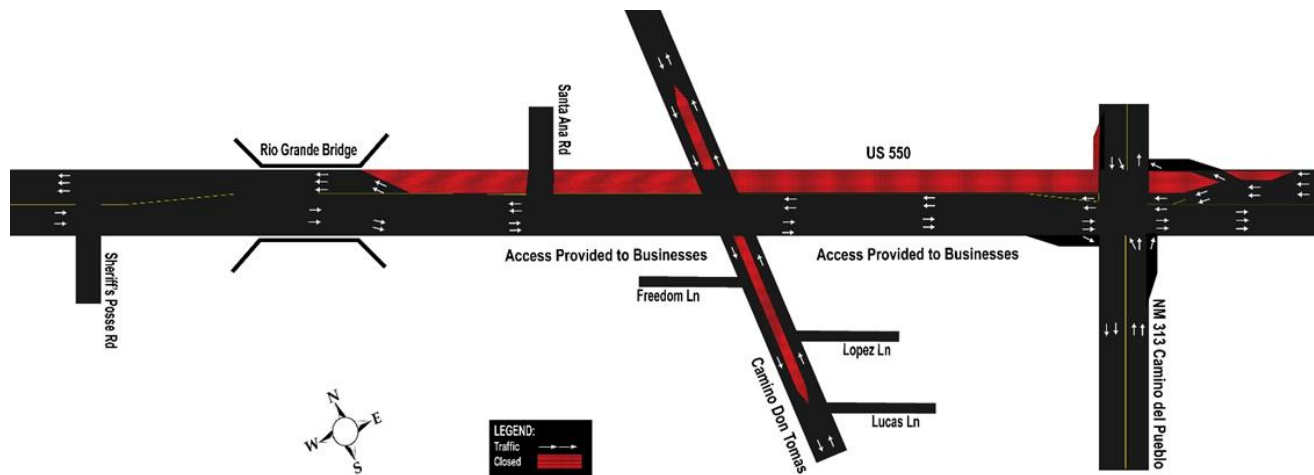 Santa Ana Rd
Rio Grande Bridge
US 550
Sheriff's Posse Rd
Access Provided to Businesses
Access Provided to Businesses
Freedom Ln
Lopez Ln
Lucas Ln
Camino Don Tomas
NM 313 Camino del Pueblo
N
E
W
S
LEGEND:
Traffic
Closed